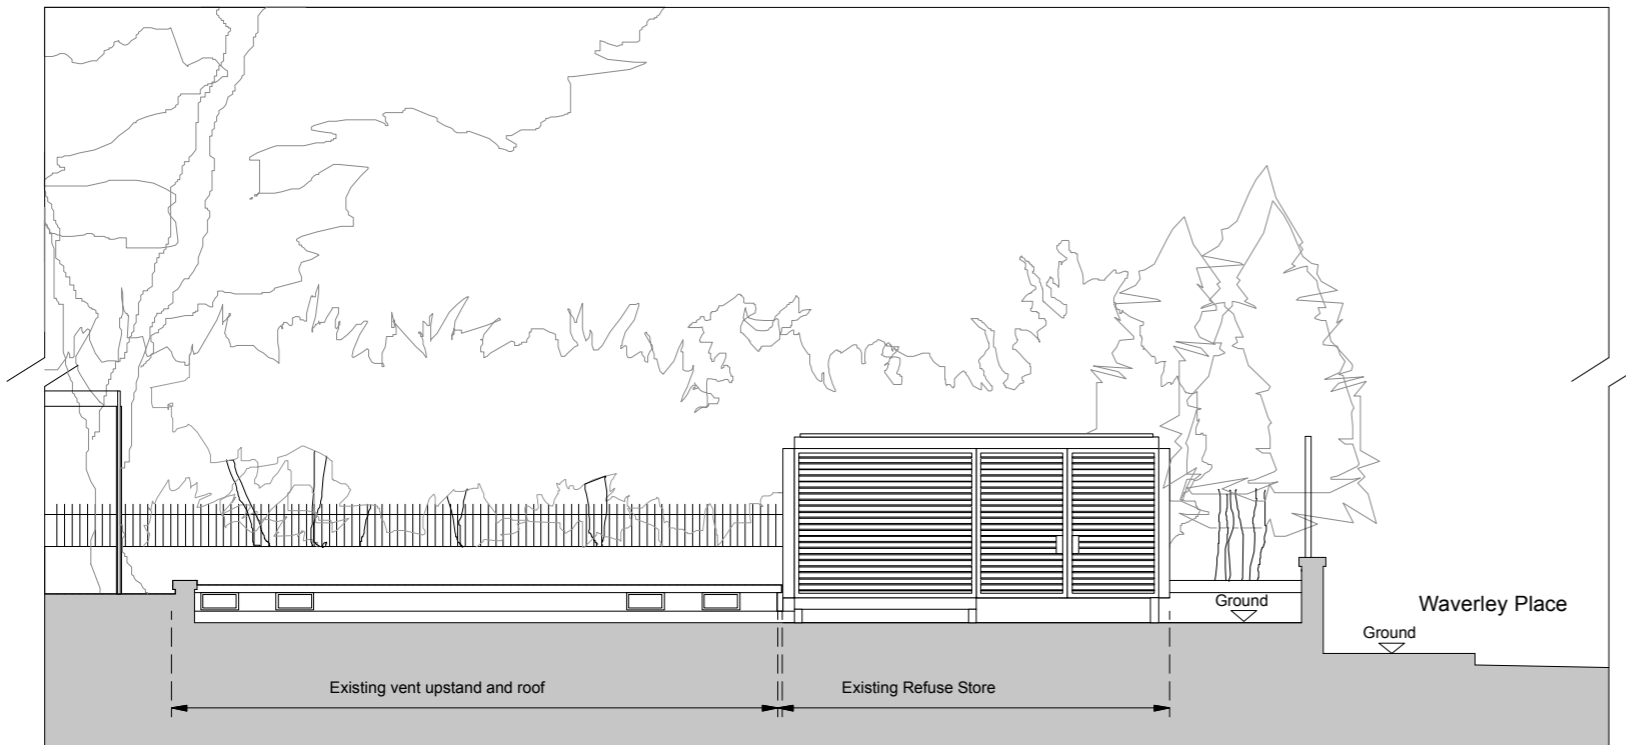 Ground
Waverley Place
Ground
Existing vent upstand and roof
Existing Refuse Store